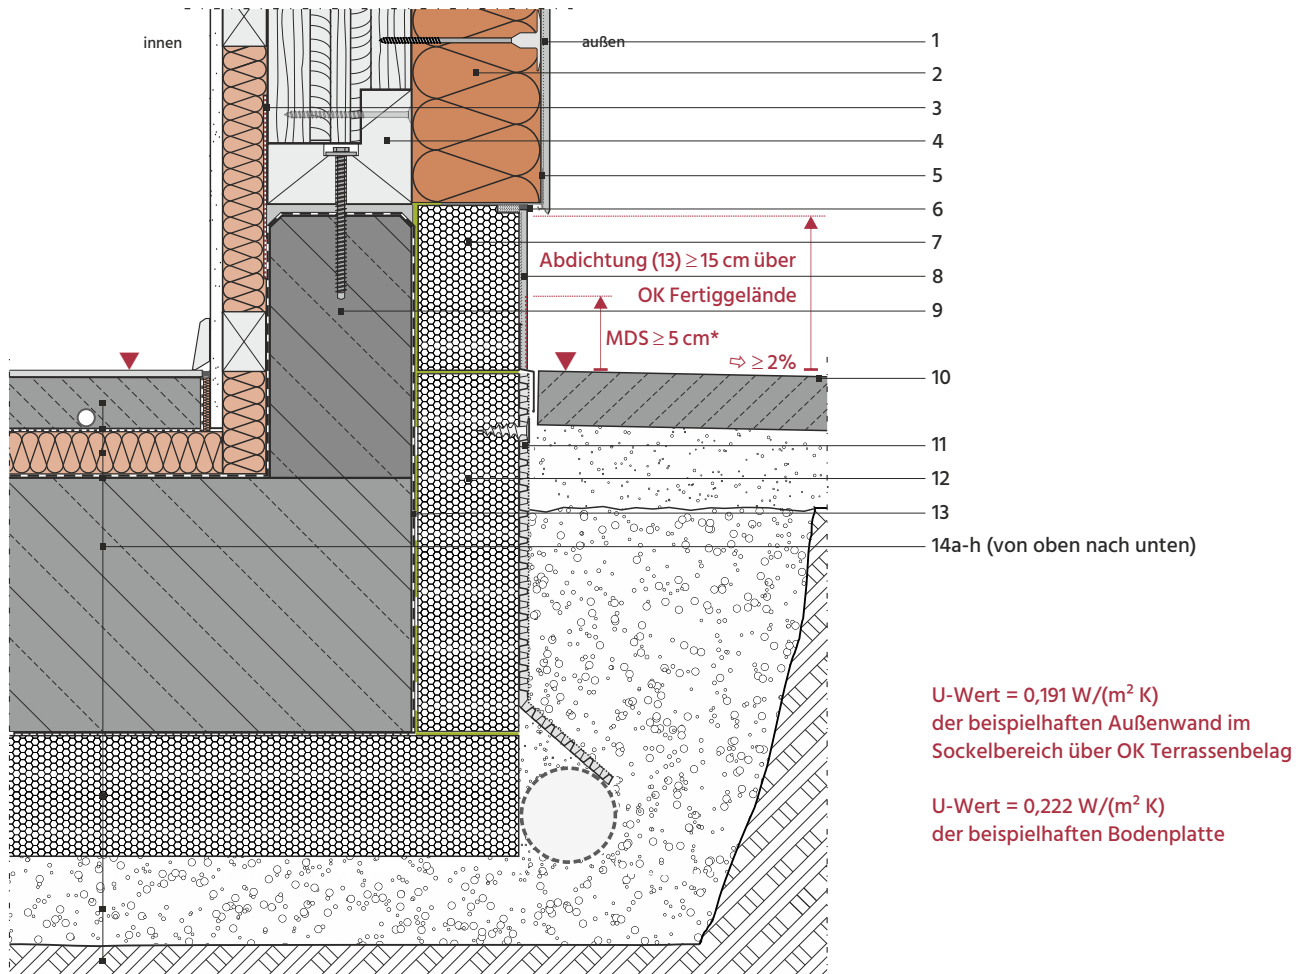 innen
außen
1
2
3
4
5
6
7
Abdichtung (13) ≥ 15 cm über
8
OK Fertiggelände
9
MDS ≥ 5 cm*
⇨ ≥ 2%
10
11
12
13
14a-h (von oben nach unten)
U-Wert = 0,191 W/(m² K)
der beispielhaften Außenwand im
Sockelbereich über OK Terrassenbelag
U-Wert = 0,222 W/(m² K)
der beispielhaften Bodenplatte